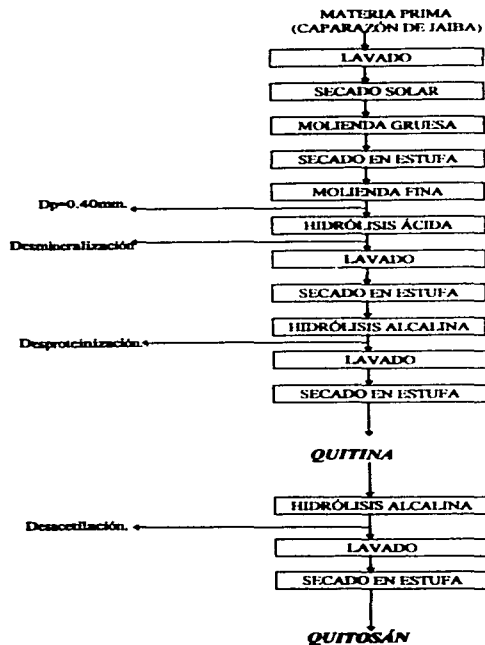 MATERIA PRIMA
(CAPARAZÓN DE JAIBA)
LAVADO
SECADO SOLAR
MOLIENDA GRUESA
SECADO EN ESTUFA
MOLIENDA FINA
Dp=0.40mm.
HIDRÓLISIS ÁCIDA
Desmineralización
LAVADO
SECADO EN ESTUFA
HIDRÓLISIS ALCALINA
Desproteinización.
LAVADO
SECADO EN ESTUFA
QUITINA
HIDRÓLISIS ALCALINA
Desacetilación.
LAVADO
SECADO EN ESTUFA
QUITOSÁN